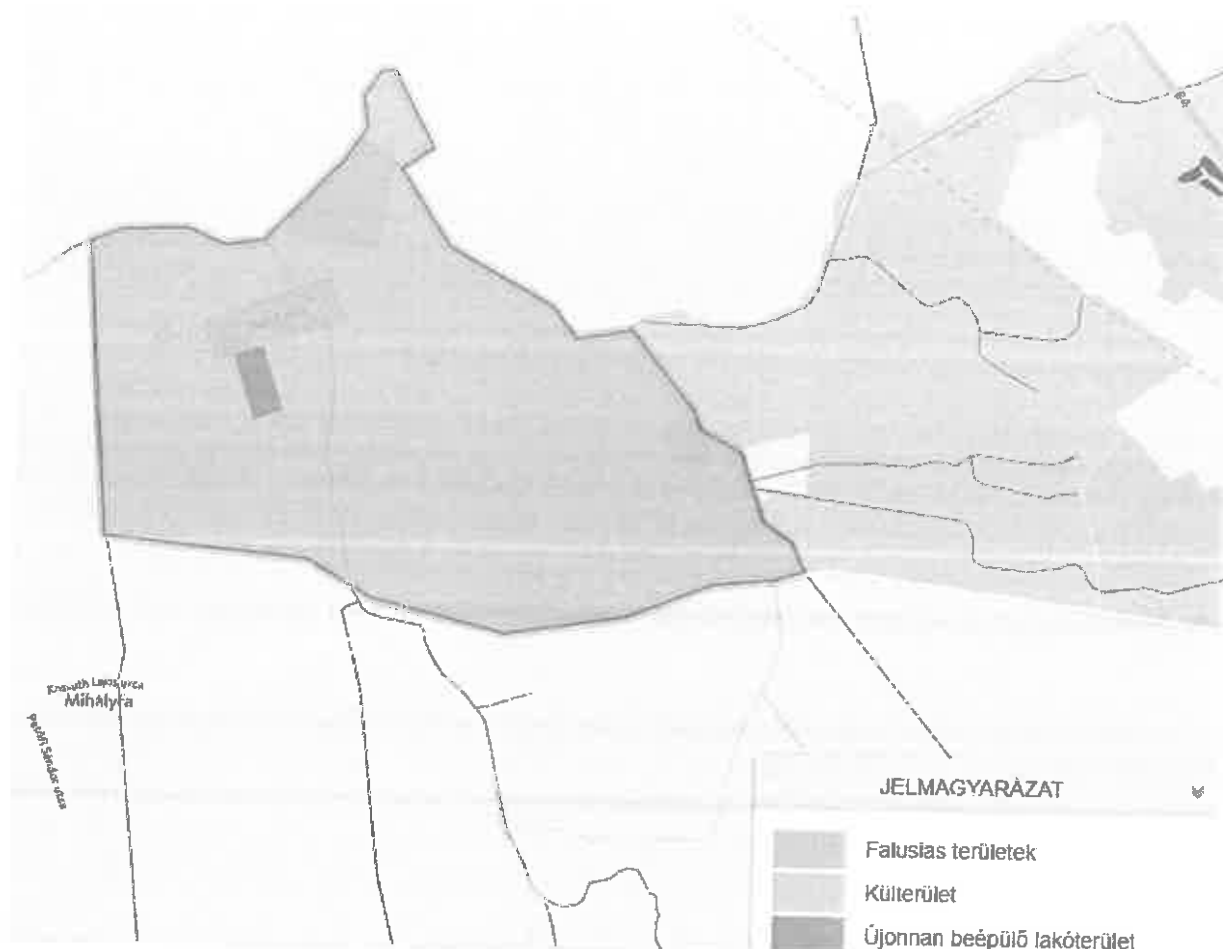 Kossuth Lajos utca
Mihályfa
Petőfi Sándor utca
JELMAGYARÁZAT
Falusias területek
Külterület
Újonnan beépülő lakóterület